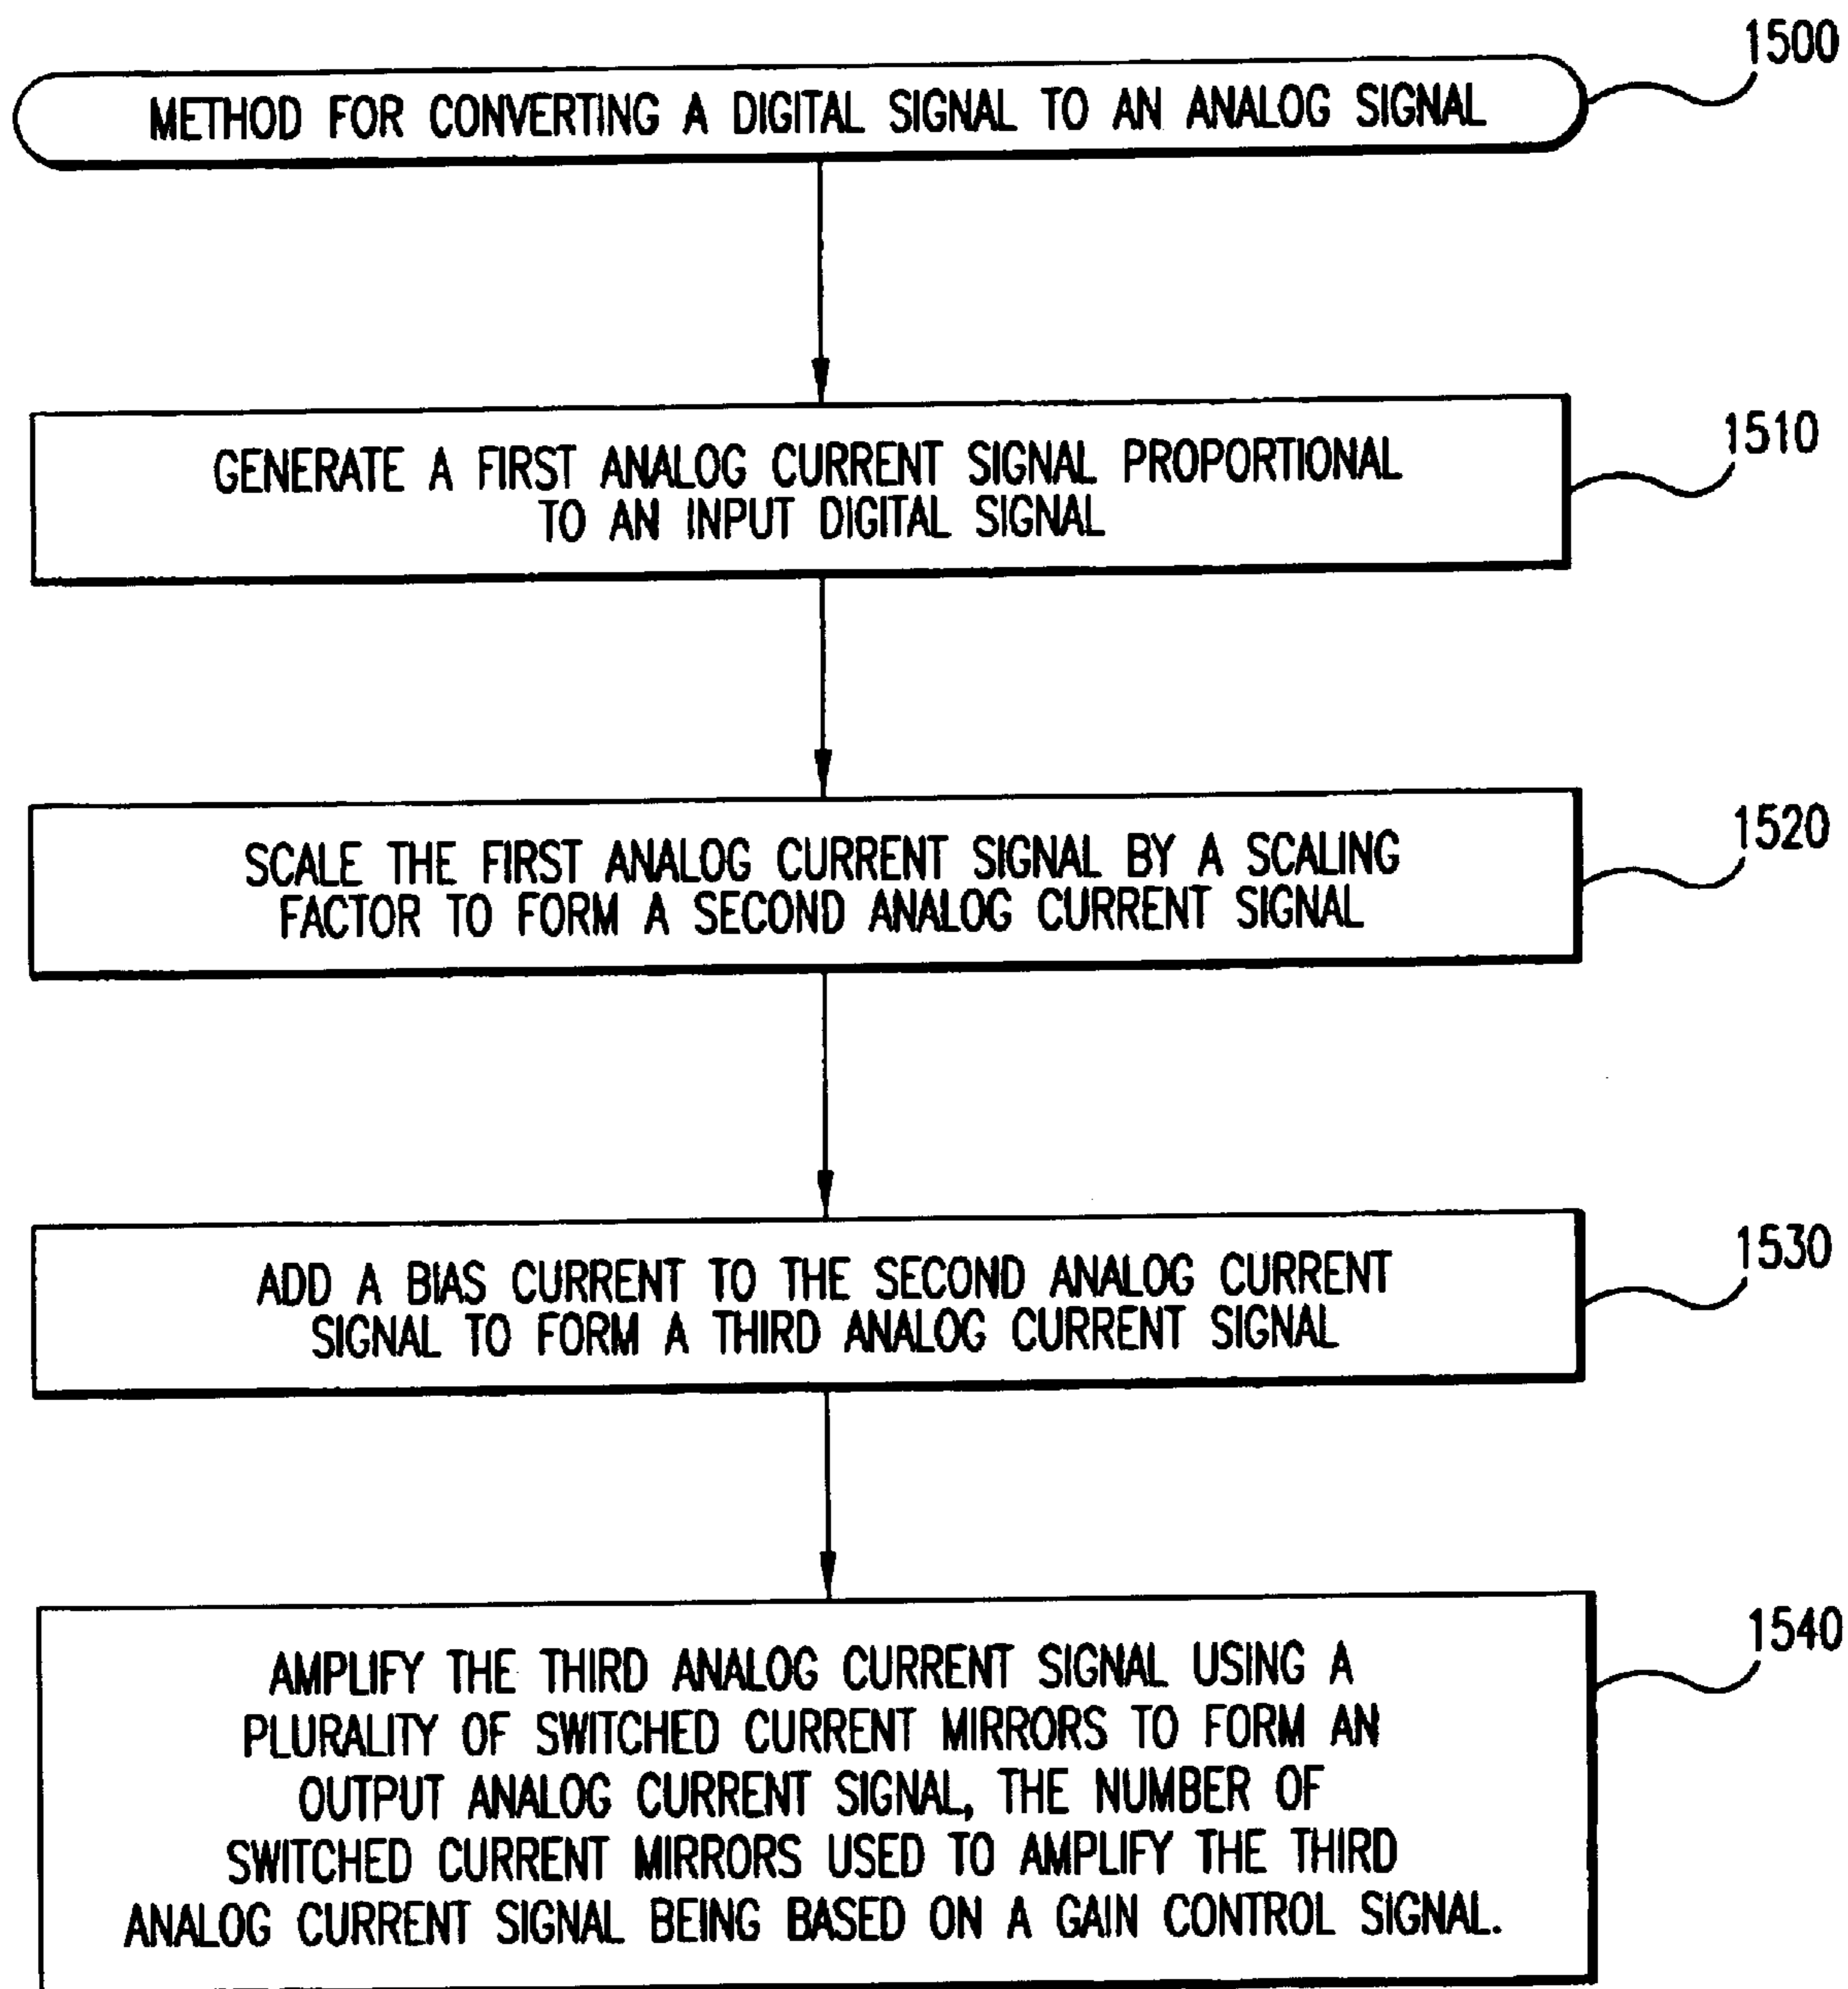 1500
METHOD FOR CONVERTING A DIGITAL SIGNAL TO AN ANALOG SIGNAL
1510
GENERATE A FIRST ANALOG CURRENT SIGNAL PROPORTIONAL
TO AN INPUT DIGITAL SIGNAL
1520
SCALE THE FIRST ANALOG CURRENT SIGNAL BY A SCALING
FACTOR TO FORM A SECOND ANALOG CURRENT SIGNAL
1530
ADD A BIAS CURRENT TO THE SECOND ANALOG CURRENT
SIGNAL TO FORM A THIRD ANALOG CURRENT SIGNAL
1540
AMPLIFY THE THIRD ANALOG CURRENT SIGNAL USING A
PLURALITY OF SWITCHED CURRENT MIRRORS TO FORM AN
OUTPUT ANALOG CURRENT SIGNAL, THE NUMBER OF
SWITCHED CURRENT MIRRORS USED TO AMPLIFY THE THIRD
ANALOG CURRENT SIGNAL BEING BASED ON A GAIN CONTROL SIGNAL.